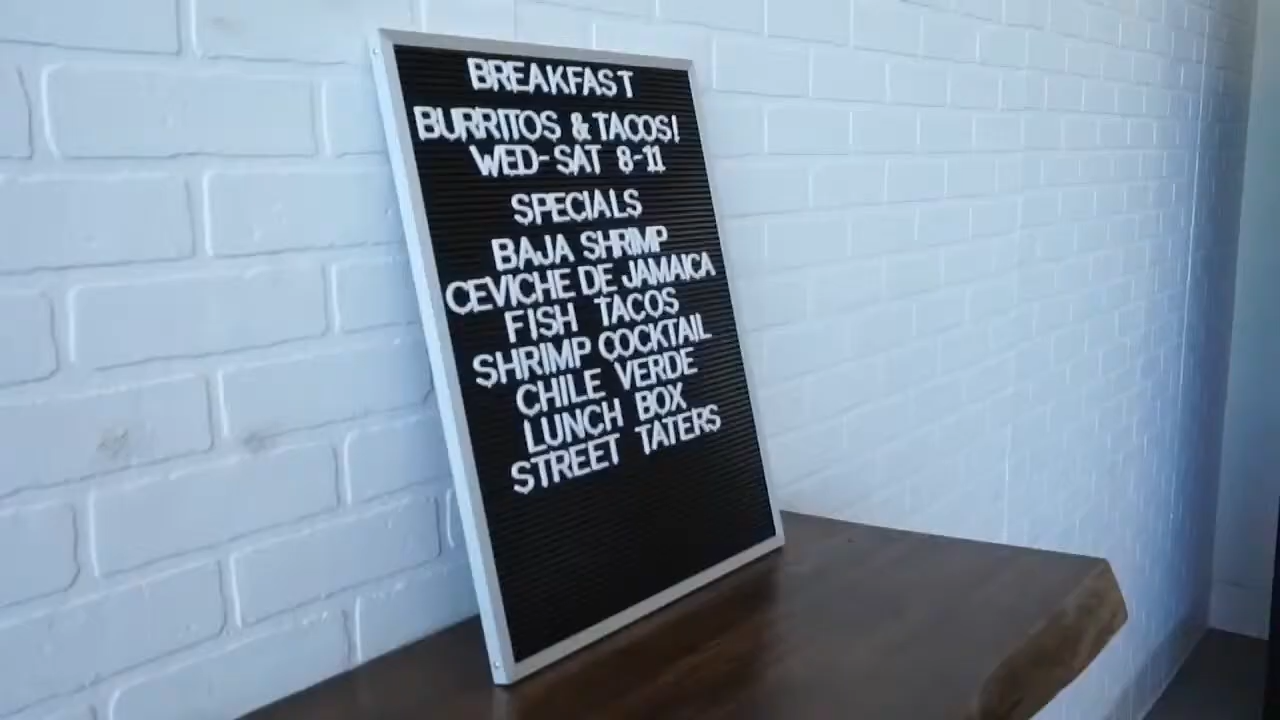 BREAKFAST
BURRITOS & TACOS!
WED-SAT 8-11
SPECIALS
BAJA SHRIMP
CEVICHE DE JAMAICA
FISH TACOS
SHRIMP COCKTAIL
CHILE VERDE
LUNCH BOX
STREET TATERS